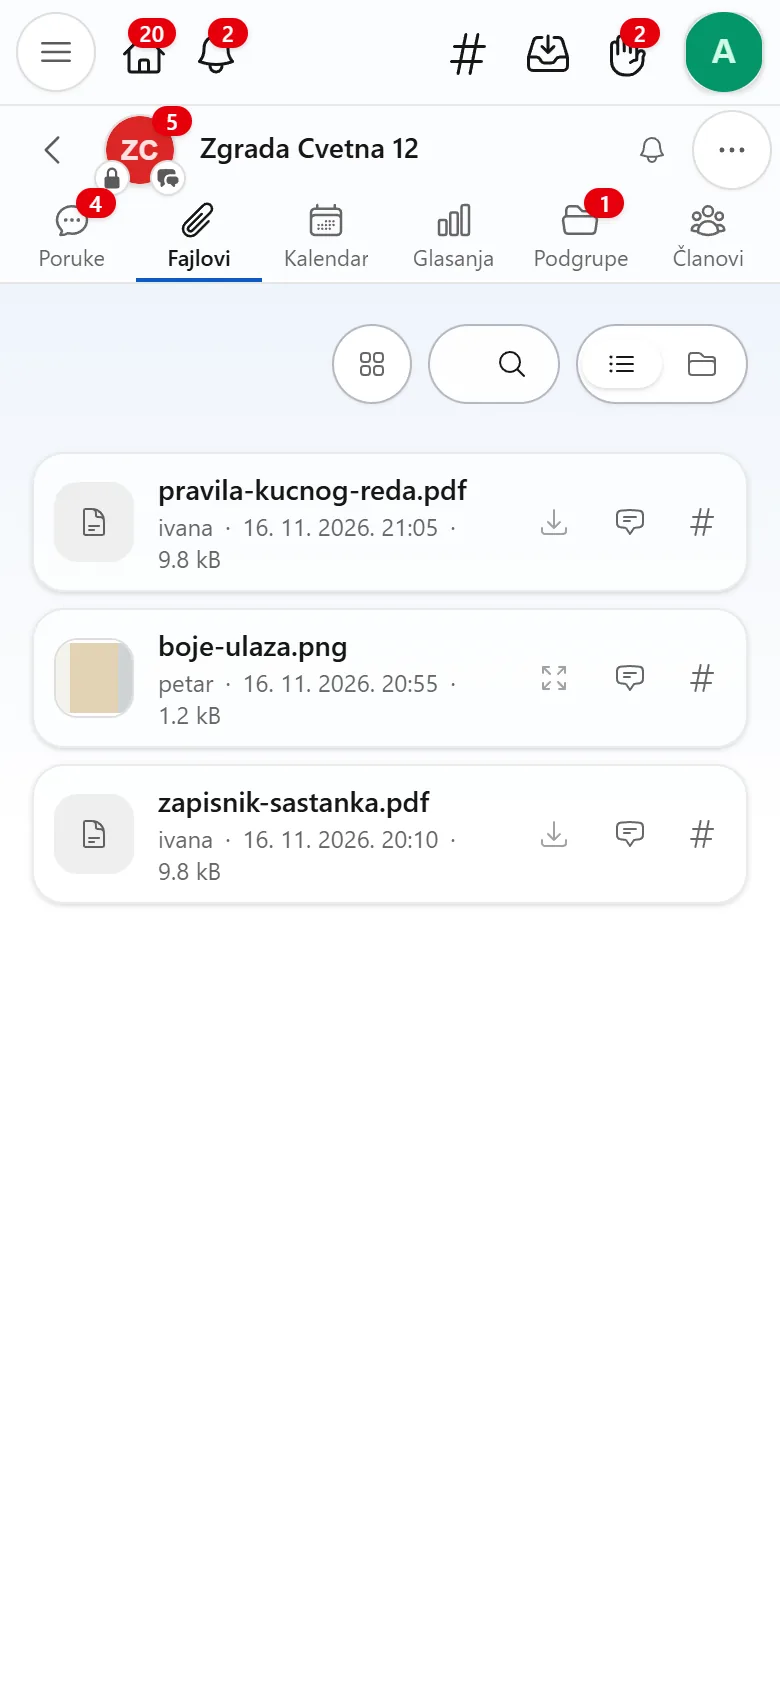 20
2
2
A
5
ZC
Zgrada Cvetna 12
4
1
Poruke
Fajlovi
Kalendar
Glasanja
Podgrupe
Članovi
pravila-kucnog-reda.pdf
ivana · 16. 11. 2026. 21:05 ·
9.8 kB
boje-ulaza.png
petar · 16. 11. 2026. 20:55 ·
1.2 kB
zapisnik-sastanka.pdf
ivana · 16. 11. 2026. 20:10 ·
9.8 kB